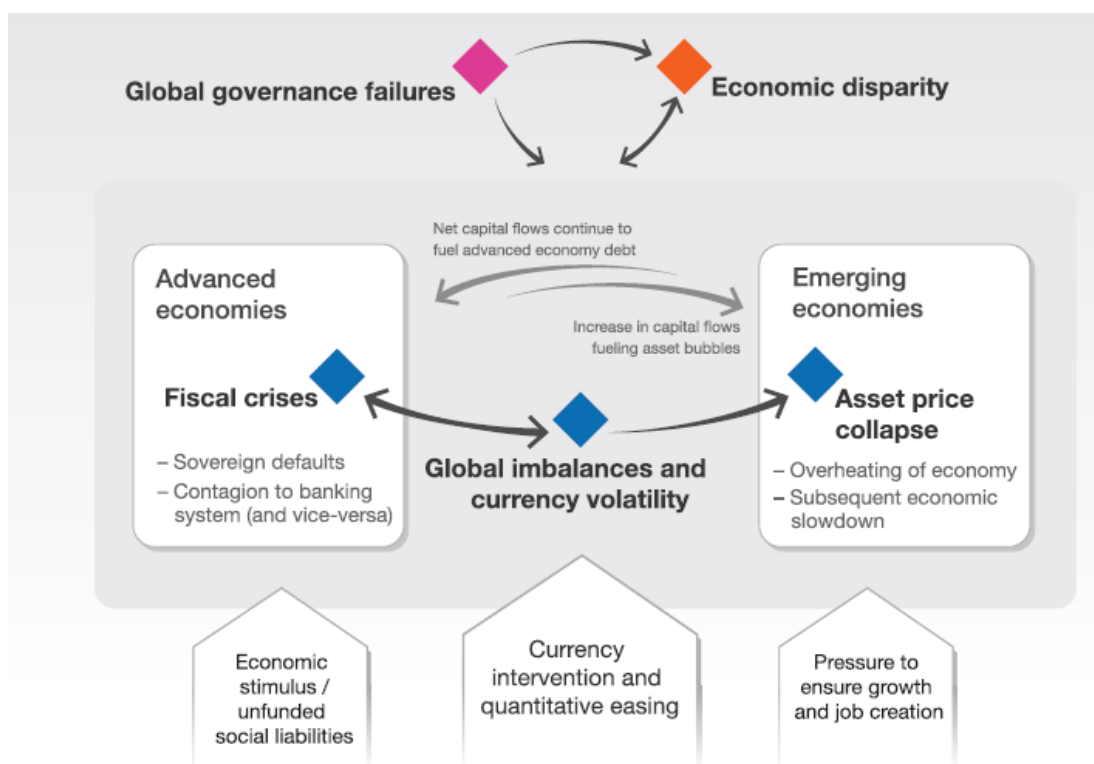 Global governance failures
Economic disparity
Net capital flows continue to
fuel advanced economy debt
Advanced
economies
Emerging
economies
Increase in capital flows
fueling asset bubbles
Fiscal crises
– Sovereign defaults
– Contagion to banking
system (and vice-versa)
Global imbalances and
currency volatility
Asset price
collapse
– Overheating of economy
– Subsequent economic
slowdown
Economic
stimulus /
unfunded
social liabilities
Currency
intervention and
quantitative easing
Pressure to
ensure growth
and job creation